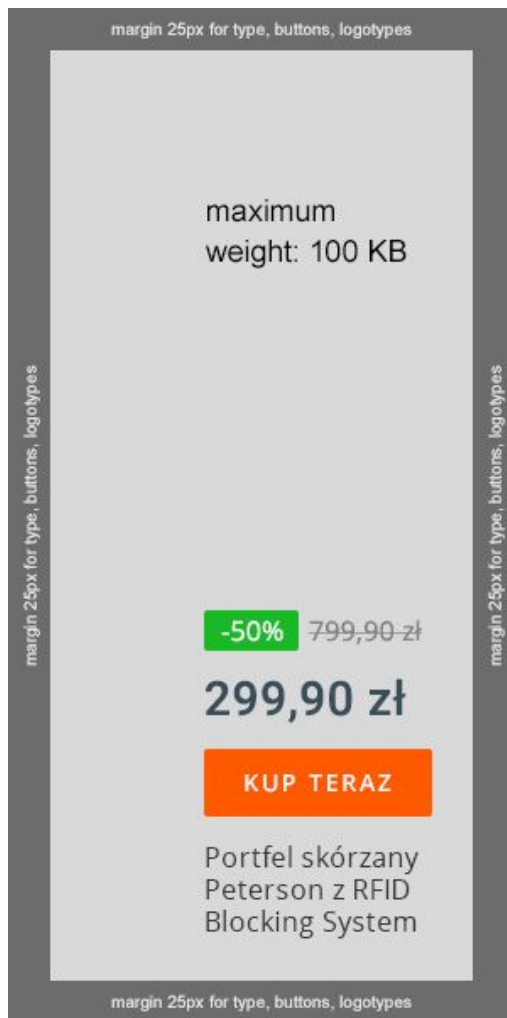 margin 25px for type, buttons, logotypes
maximum
weight: 100 KB
margin 25px for type, buttons, logotypes
margin 25px for type, buttons, logotypes
-50% 799,90 zł
299,90 zł
KUP TERAZ
Portfel skórzany
Peterson z RFID
Blocking System
margin 25px for type, buttons, logotypes